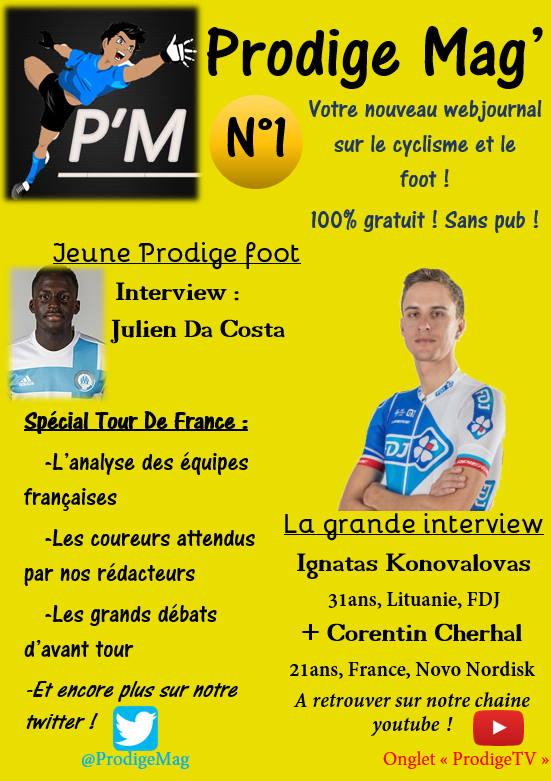 Prodige Mag’
P’M
N°1
Votre nouveau webjournal
sur le cyclisme et le
foot !
100% gratuit ! Sans pub !
Jeune Prodige foot
Interview :
Julien Da Costa
Spécial Tour De France :
-L’analyse des équipes
françaises
-Les coureurs attendus
par nos rédacteurs
-Les grands débats
d’avant tour
-Et encore plus sur notre
twitter !
@ProdigeMag
FDJ
FDJ
La grande interview
Ignatas Konovalovas
31ans, Lituanie, FDJ
+ Corentin Cherhal
21ans, France, Novo Nordisk
A retrouver sur notre chaine
youtube !
Onglet « ProdigeTV »